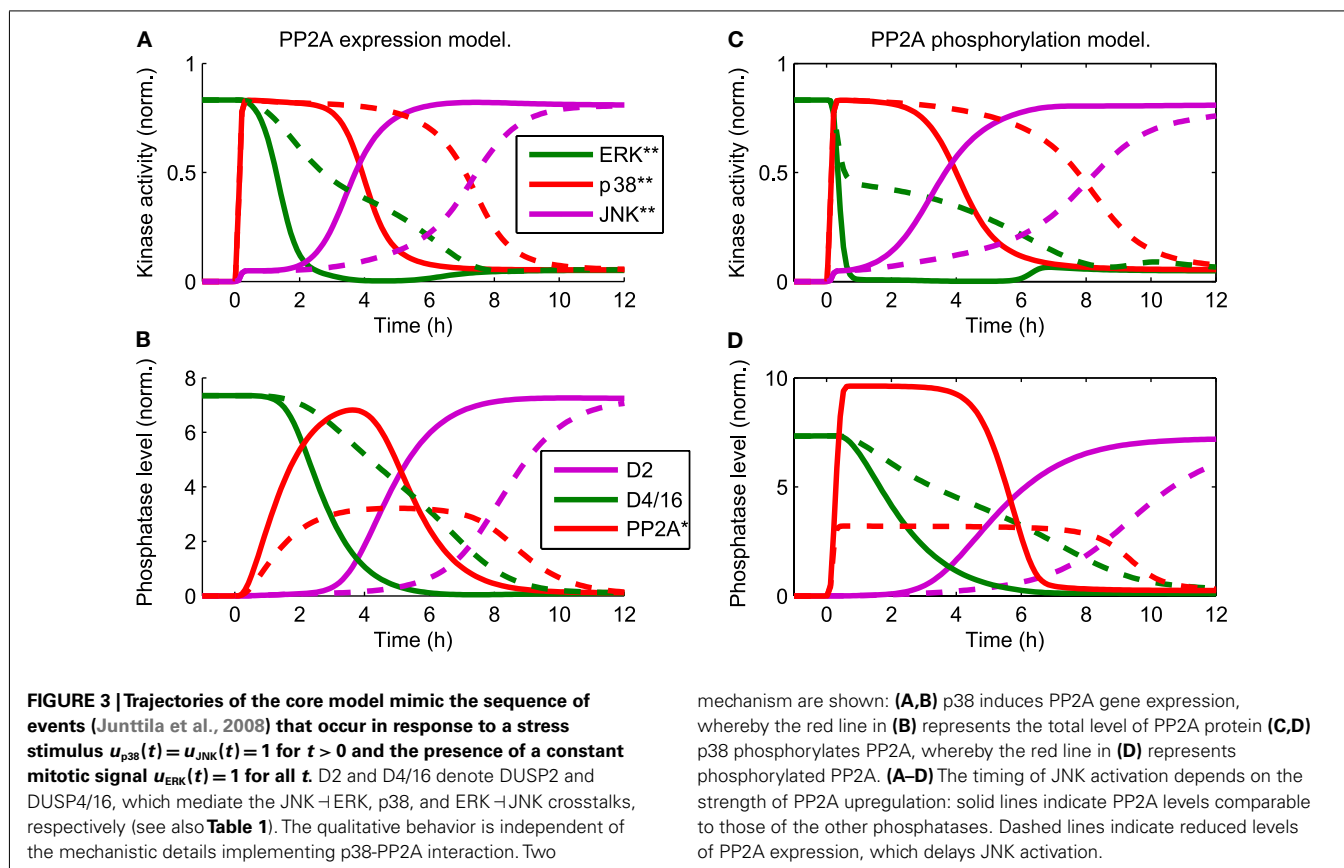 A
PP2A expression model.
1
0.5
0
Kinase activity (norm.)
0 2 4 6 8 10 12
Time (h)
ERK**
p38**
JNK**
B
8
6
4
2
0
Phosphatase level (norm.)
0 2 4 6 8 10 12
Time (h)
D2
D4/16
PP2A*
C
PP2A phosphorylation model.
1
0.5
0
Kinase activity (norm.)
0 2 4 6 8 10 12
Time (h)
D
10
5
0
Phosphatase level (norm.)
0 2 4 6 8 10 12
Time (h)
FIGURE 3 | Trajectories of the core model mimic the sequence of
events (Junttila et al., 2008) that occur in response to a stress
stimulus u_p38(t) = u_JNK(t) = 1 for t > 0 and the presence of a constant
mitotic signal u_ERK(t) = 1 for all t. D2 and D4/16 denote DUSP2 and
DUSP4/16, which mediate the JNK ⊣ ERK, p38, and ERK ⊣ JNK crosstalks,
respectively (see also Table 1). The qualitative behavior is independent of
the mechanistic details implementing p38-PP2A interaction. Two
mechanism are shown: (A,B) p38 induces PP2A gene expression,
whereby the red line in (B) represents the total level of PP2A protein (C,D)
p38 phosphorylates PP2A, whereby the red line in (D) represents
phosphorylated PP2A. (A–D) The timing of JNK activation depends on the
strength of PP2A upregulation: solid lines indicate PP2A levels comparable
to those of the other phosphatases. Dashed lines indicate reduced levels
of PP2A expression, which delays JNK activation.